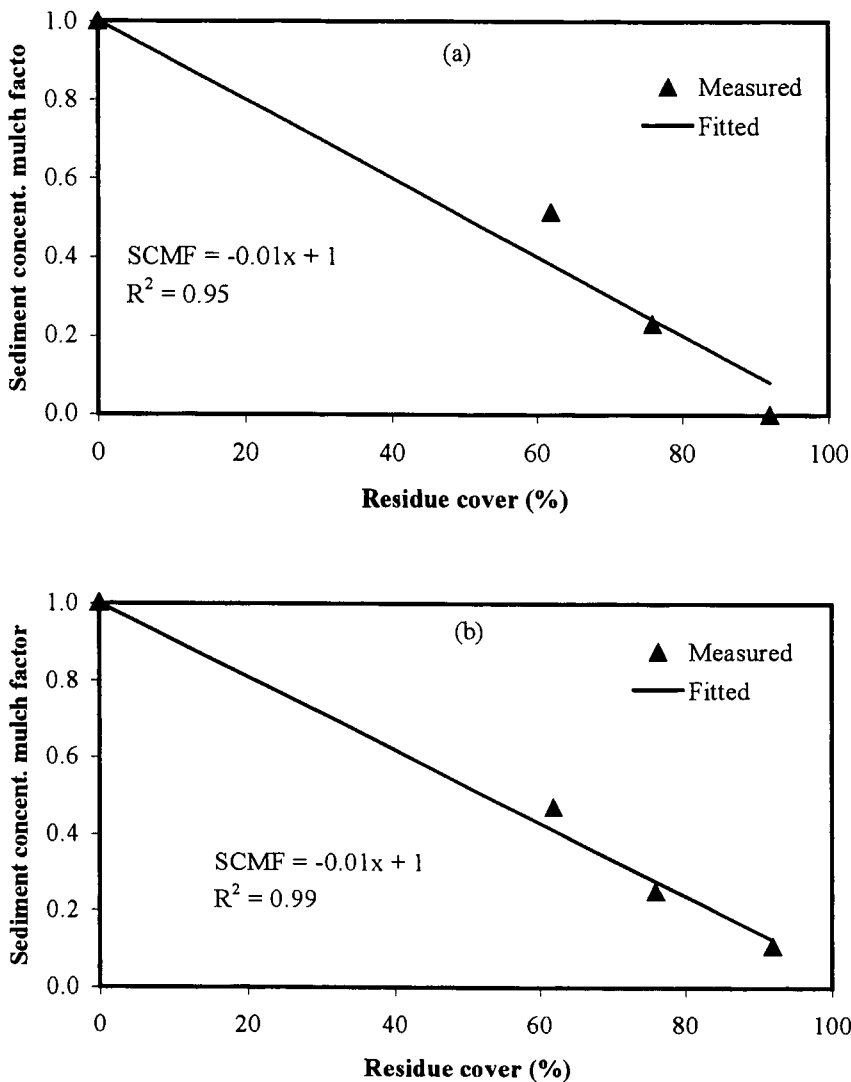 (a)
Measured
Fitted
SCMF = -0.01x + 1
R² = 0.95
Sediment concent. mulch facto
1.0
0.8
0.6
0.4
0.2
0.0
0 20 40 60 80 100
Residue cover (%)
(b)
Measured
Fitted
SCMF = -0.01x + 1
R² = 0.99
Sediment concent. mulch factor
1.0
0.8
0.6
0.4
0.2
0.0
0 20 40 60 80 100
Residue cover (%)